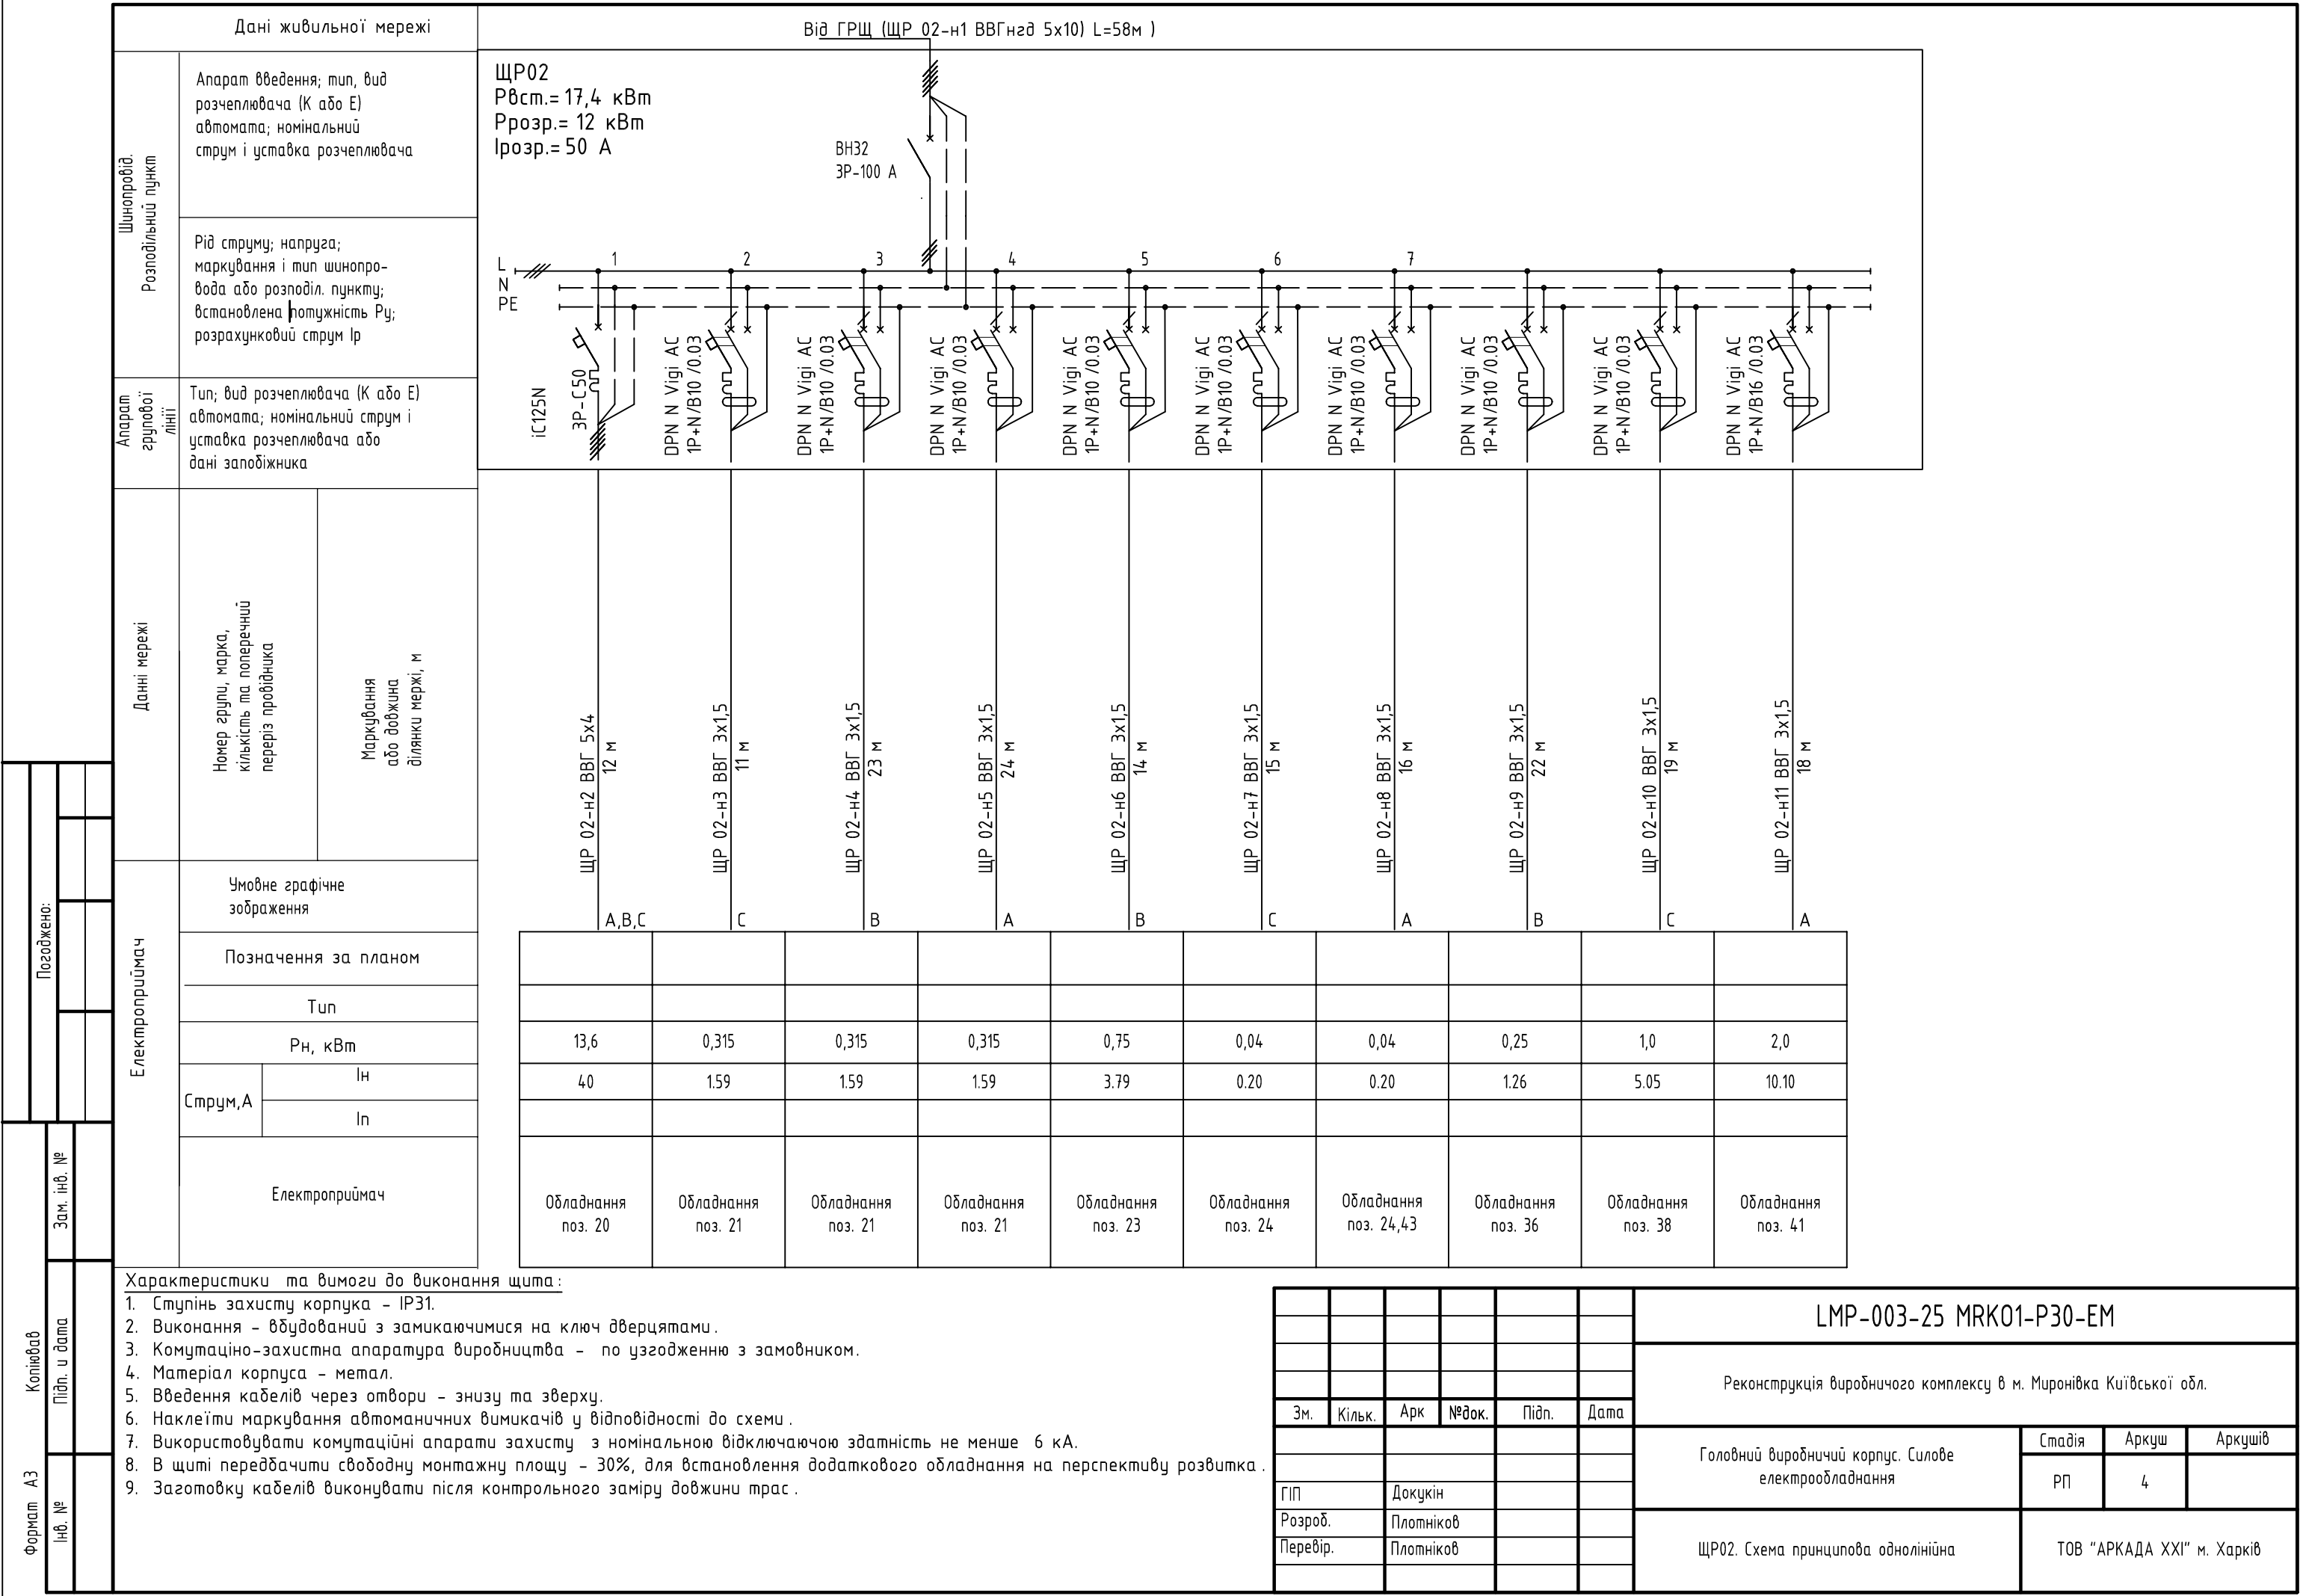 Дані живильної мережі
Від ГРЩ (ЩР 02-н1 ВВГнгд 5х10) L=58м )
Шинопровід.
Розподільний пункт
Апарат введення; тип, вид
розчеплювача (К або Е)
автомата; номінальний
струм і уставка розчеплювача
Рід струму; напруга;
маркування і тип шинопро-
вода або розподіл. пункту;
встановлена потужність Ру;
розрахунковий струм Ір
Апарат
групової
лінії
Тип; вид розчеплювача (К або Е)
автомата; номінальний струм і
уставка розчеплювача або
дані запобіжника
Данні мережі
Номер групи, марка,
кількість та поперечний
переріз провідника
Маркування
або довжина
ділянки мержі, м
ЩР02
Рвст.= 17,4 кВт
Ррозр.= 12 кВт
Ірозр.= 50 А
ВН32
3Р-100 А
L
N
PE
1 2 3 4 5 6 7
iC125N
3P-C50
DPN N Vigi AC
1P+N/B10 /0.03
DPN N Vigi AC
1P+N/B10 /0.03
DPN N Vigi AC
1P+N/B10 /0.03
DPN N Vigi AC
1P+N/B10 /0.03
DPN N Vigi AC
1P+N/B10 /0.03
DPN N Vigi AC
1P+N/B10 /0.03
DPN N Vigi AC
1P+N/B10 /0.03
DPN N Vigi AC
1P+N/B10 /0.03
DPN N Vigi AC
1P+N/B16 /0.03
ЩР 02-н2 ВВГ 5х4
12 м
ЩР 02-н3 ВВГ 3х1,5
11 м
ЩР 02-н4 ВВГ 3х1,5
23 м
ЩР 02-н5 ВВГ 3х1,5
24 м
ЩР 02-н6 ВВГ 3х1,5
14 м
ЩР 02-н7 ВВГ 3х1,5
15 м
ЩР 02-н8 ВВГ 3х1,5
16 м
ЩР 02-н9 ВВГ 3х1,5
22 м
ЩР 02-н10 ВВГ 3х1,5
19 м
ЩР 02-н11 ВВГ 3х1,5
18 м
A,B,C C B A B C A B C A
Електроприймач
Умовне графічне
зображення
Позначення за планом
Тип
Рн, кВт
13,6 0,315 0,315 0,315 0,75 0,04 0,04 0,25 1,0 2,0
Струм,А
Ін
40 1.59 1.59 1.59 3.79 0.20 0.20 1.26 5.05 10.10
Іп
Електроприймач
Обладнання
поз. 20
Обладнання
поз. 21
Обладнання
поз. 21
Обладнання
поз. 21
Обладнання
поз. 23
Обладнання
поз. 24
Обладнання
поз. 24,43
Обладнання
поз. 36
Обладнання
поз. 38
Обладнання
поз. 41
Характеристики та вимоги до виконання щита:
1. Ступінь захисту корпука - IP31.
2. Виконання - вбудований з замикаючимися на ключ дверцятами.
3. Комутаціно-захистна апаратура виробництва - по узгодженню з замовником.
4. Матеріал корпуса - метал.
5. Введення кабелів через отвори - знизу та зверху.
6. Наклеїти маркування автоманичних вимикачів у відповідності до схеми.
7. Використовувати комутаційні апарати захисту з номінальною відключаючою здатність не менше 6 кА.
8. В щиті передбачити свободну монтажну площу - 30%, для встановлення додаткового обладнання на перспективу розвитка.
9. Заготовку кабелів виконувати після контрольного заміру довжини трас.
Погоджено:
Зам. інв. №
Підп. и дата
Інв. №
Копіював
Формат А3
LMP-003-25 MRK01-P30-EM
Реконструкція виробничого комплексу в м. Миронівка Київської обл.
Зм. Кільк. Арк №док. Підп. Дата
Головний виробничий корпус. Силове
електрообладнання
Стадія Аркуш Аркушів
РП 4
ГІП Докукін
Розроб. Плотніков
Перевір. Плотніков
ЩР02. Схема принципова однолінійна
ТОВ "АРКАДА XXI" м. Харків